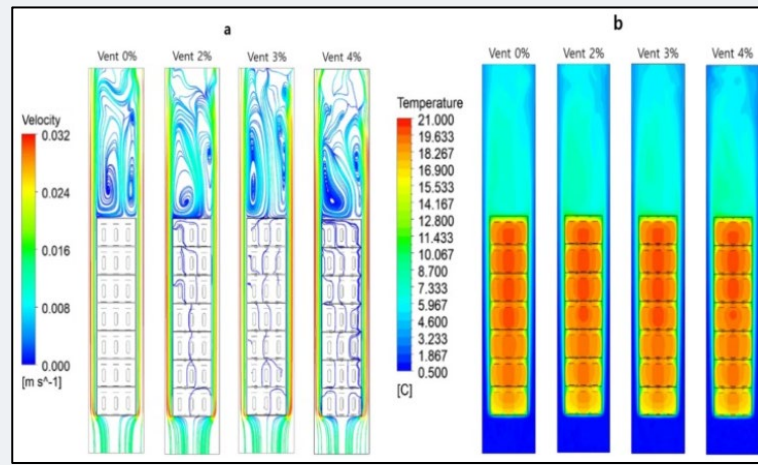 a
Vent 0% Vent 2% Vent 3% Vent 4%
Velocity
0.032
0.024
0.016
0.008
0.000
[m s^-1]
b
Vent 0% Vent 2% Vent 3% Vent 4%
Temperature
21.000
19.633
18.267
16.900
15.533
14.167
12.800
11.433
10.067
8.700
7.333
5.967
4.600
3.233
1.867
0.500
[C]